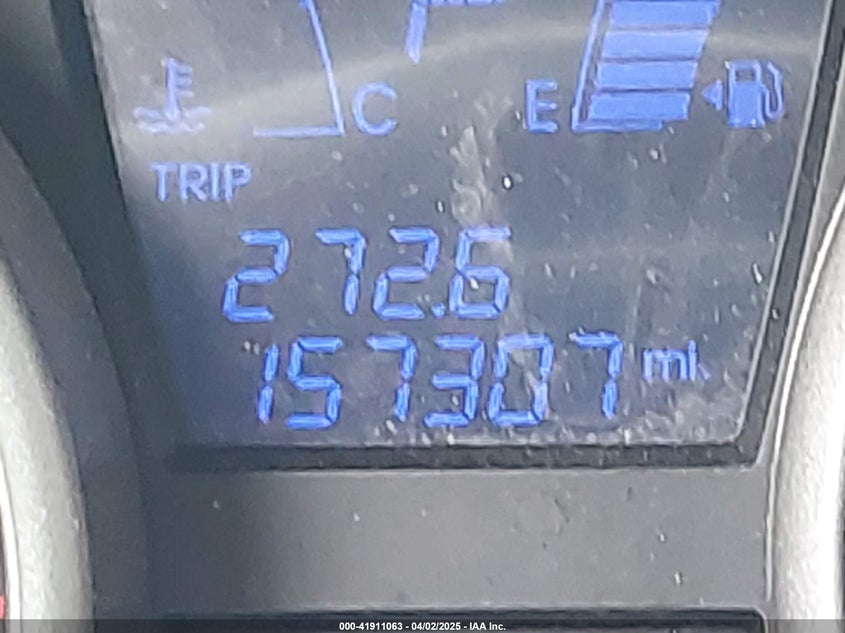 C E
TRIP
272.6
157307 mi.
000-41911063 - 04/02/2025 - IAA Inc.